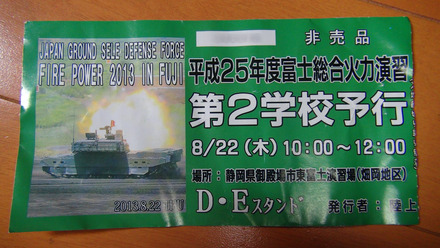 JAPAN GROUND SELE DEFENSE FORCE
FIRE POWER 2013 IN FUJI
2013.8.22
非売品
平成25年度富士総合火力演習
第2学校予行
8/22(木)10:00~12:00
場所:静岡県御殿場市東富士演習場(畑岡地区)
D・Eスタンド
発行者:陸上